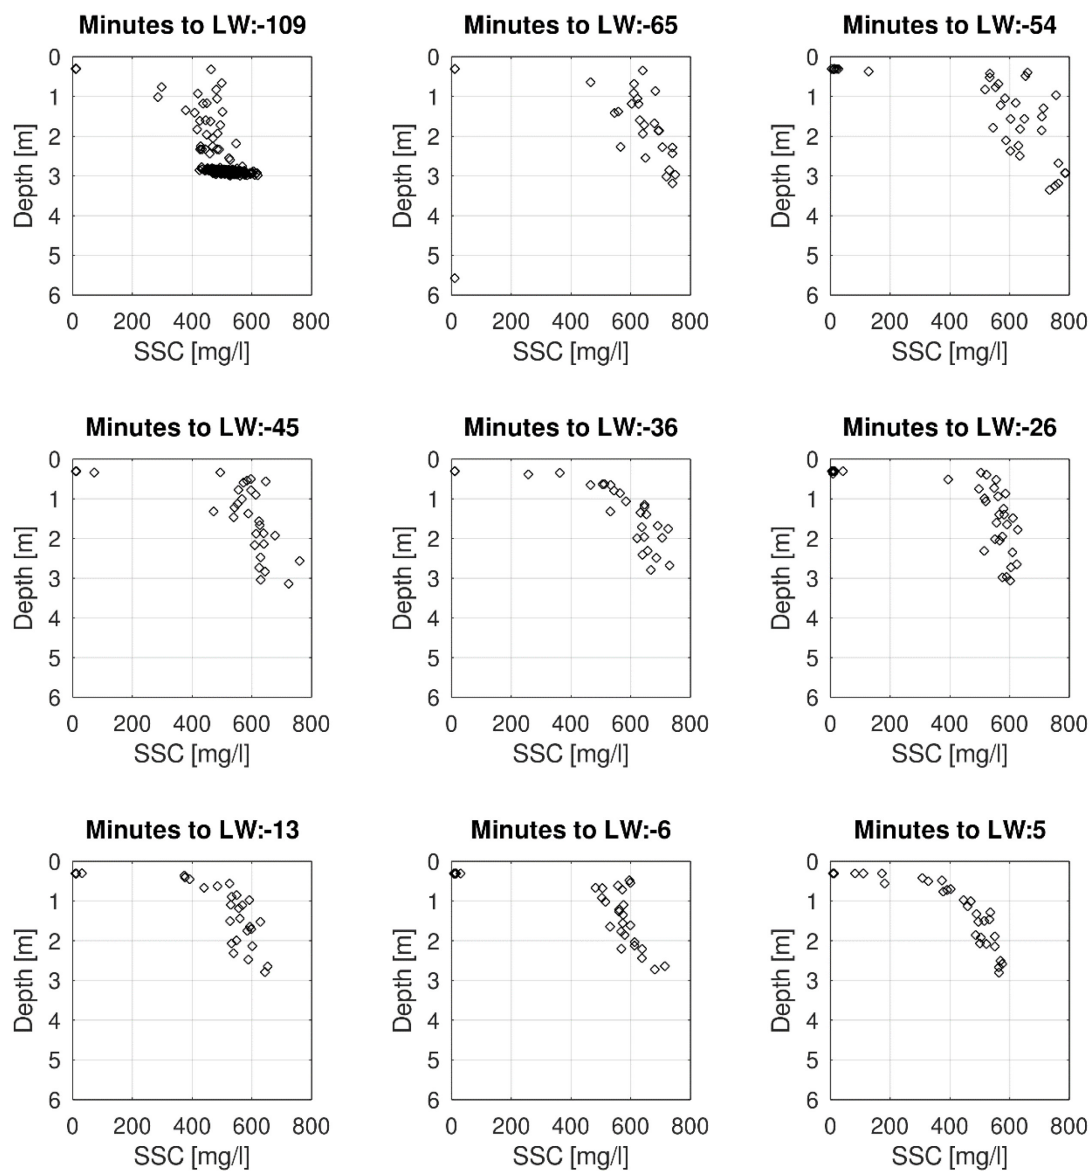 Minutes to LW:-109
0
1
2
3
4
5
6
Depth [m]
0 200 400 600 800
SSC [mg/l]
Minutes to LW:-65
0
1
2
3
4
5
6
Depth [m]
0 200 400 600 800
SSC [mg/l]
Minutes to LW:-54
0
1
2
3
4
5
6
Depth [m]
0 200 400 600 800
SSC [mg/l]
Minutes to LW:-45
0
1
2
3
4
5
6
Depth [m]
0 200 400 600 800
SSC [mg/l]
Minutes to LW:-36
0
1
2
3
4
5
6
Depth [m]
0 200 400 600 800
SSC [mg/l]
Minutes to LW:-26
0
1
2
3
4
5
6
Depth [m]
0 200 400 600 800
SSC [mg/l]
Minutes to LW:-13
0
1
2
3
4
5
6
Depth [m]
0 200 400 600 800
SSC [mg/l]
Minutes to LW:-6
0
1
2
3
4
5
6
Depth [m]
0 200 400 600 800
SSC [mg/l]
Minutes to LW:5
0
1
2
3
4
5
6
Depth [m]
0 200 400 600 800
SSC [mg/l]